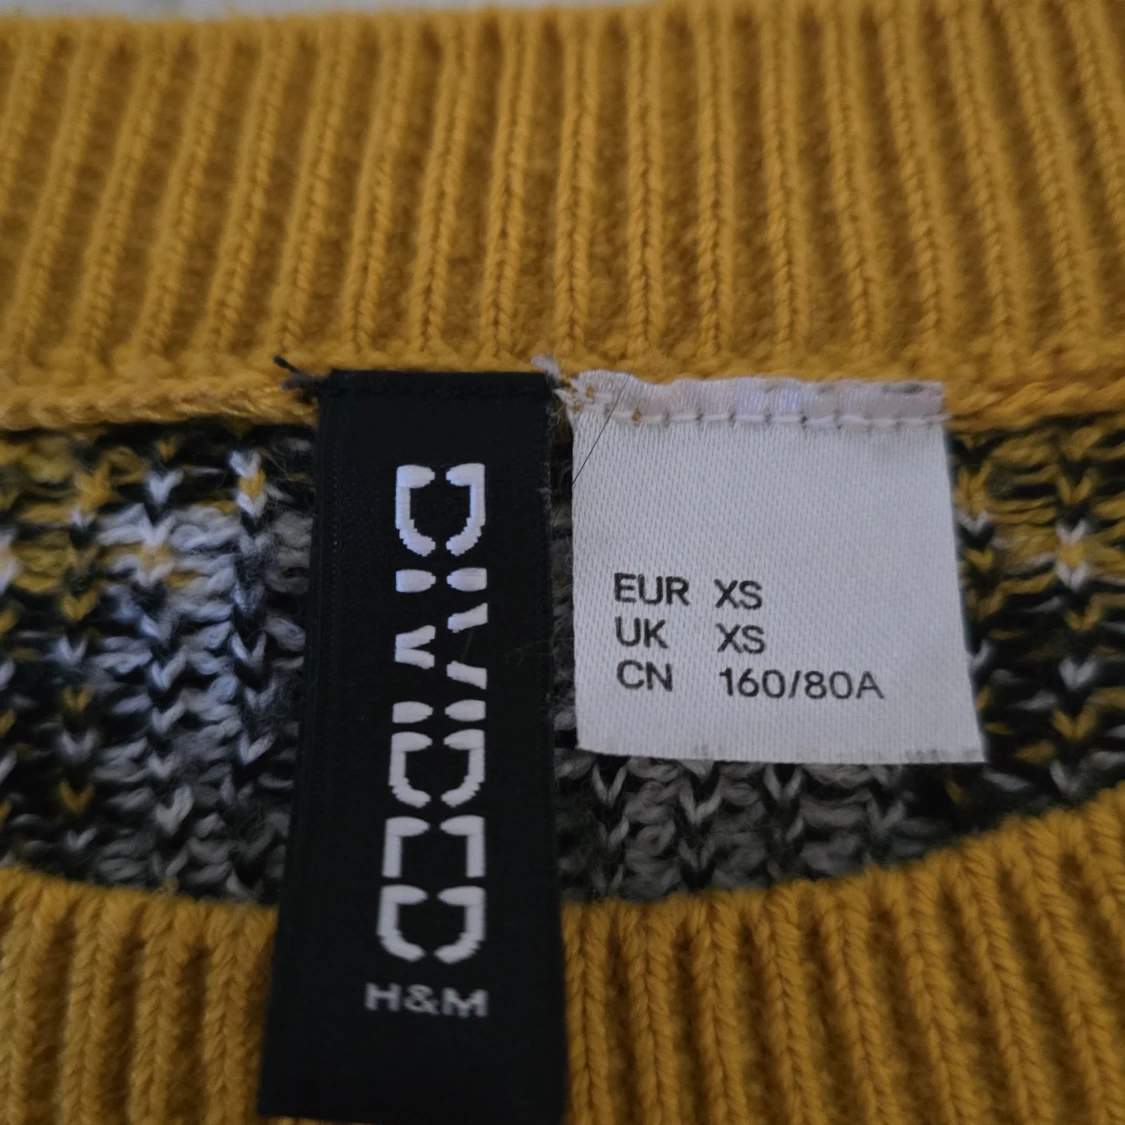 DIVIDED
H&M
EUR XS
UK XS
CN 160/80A